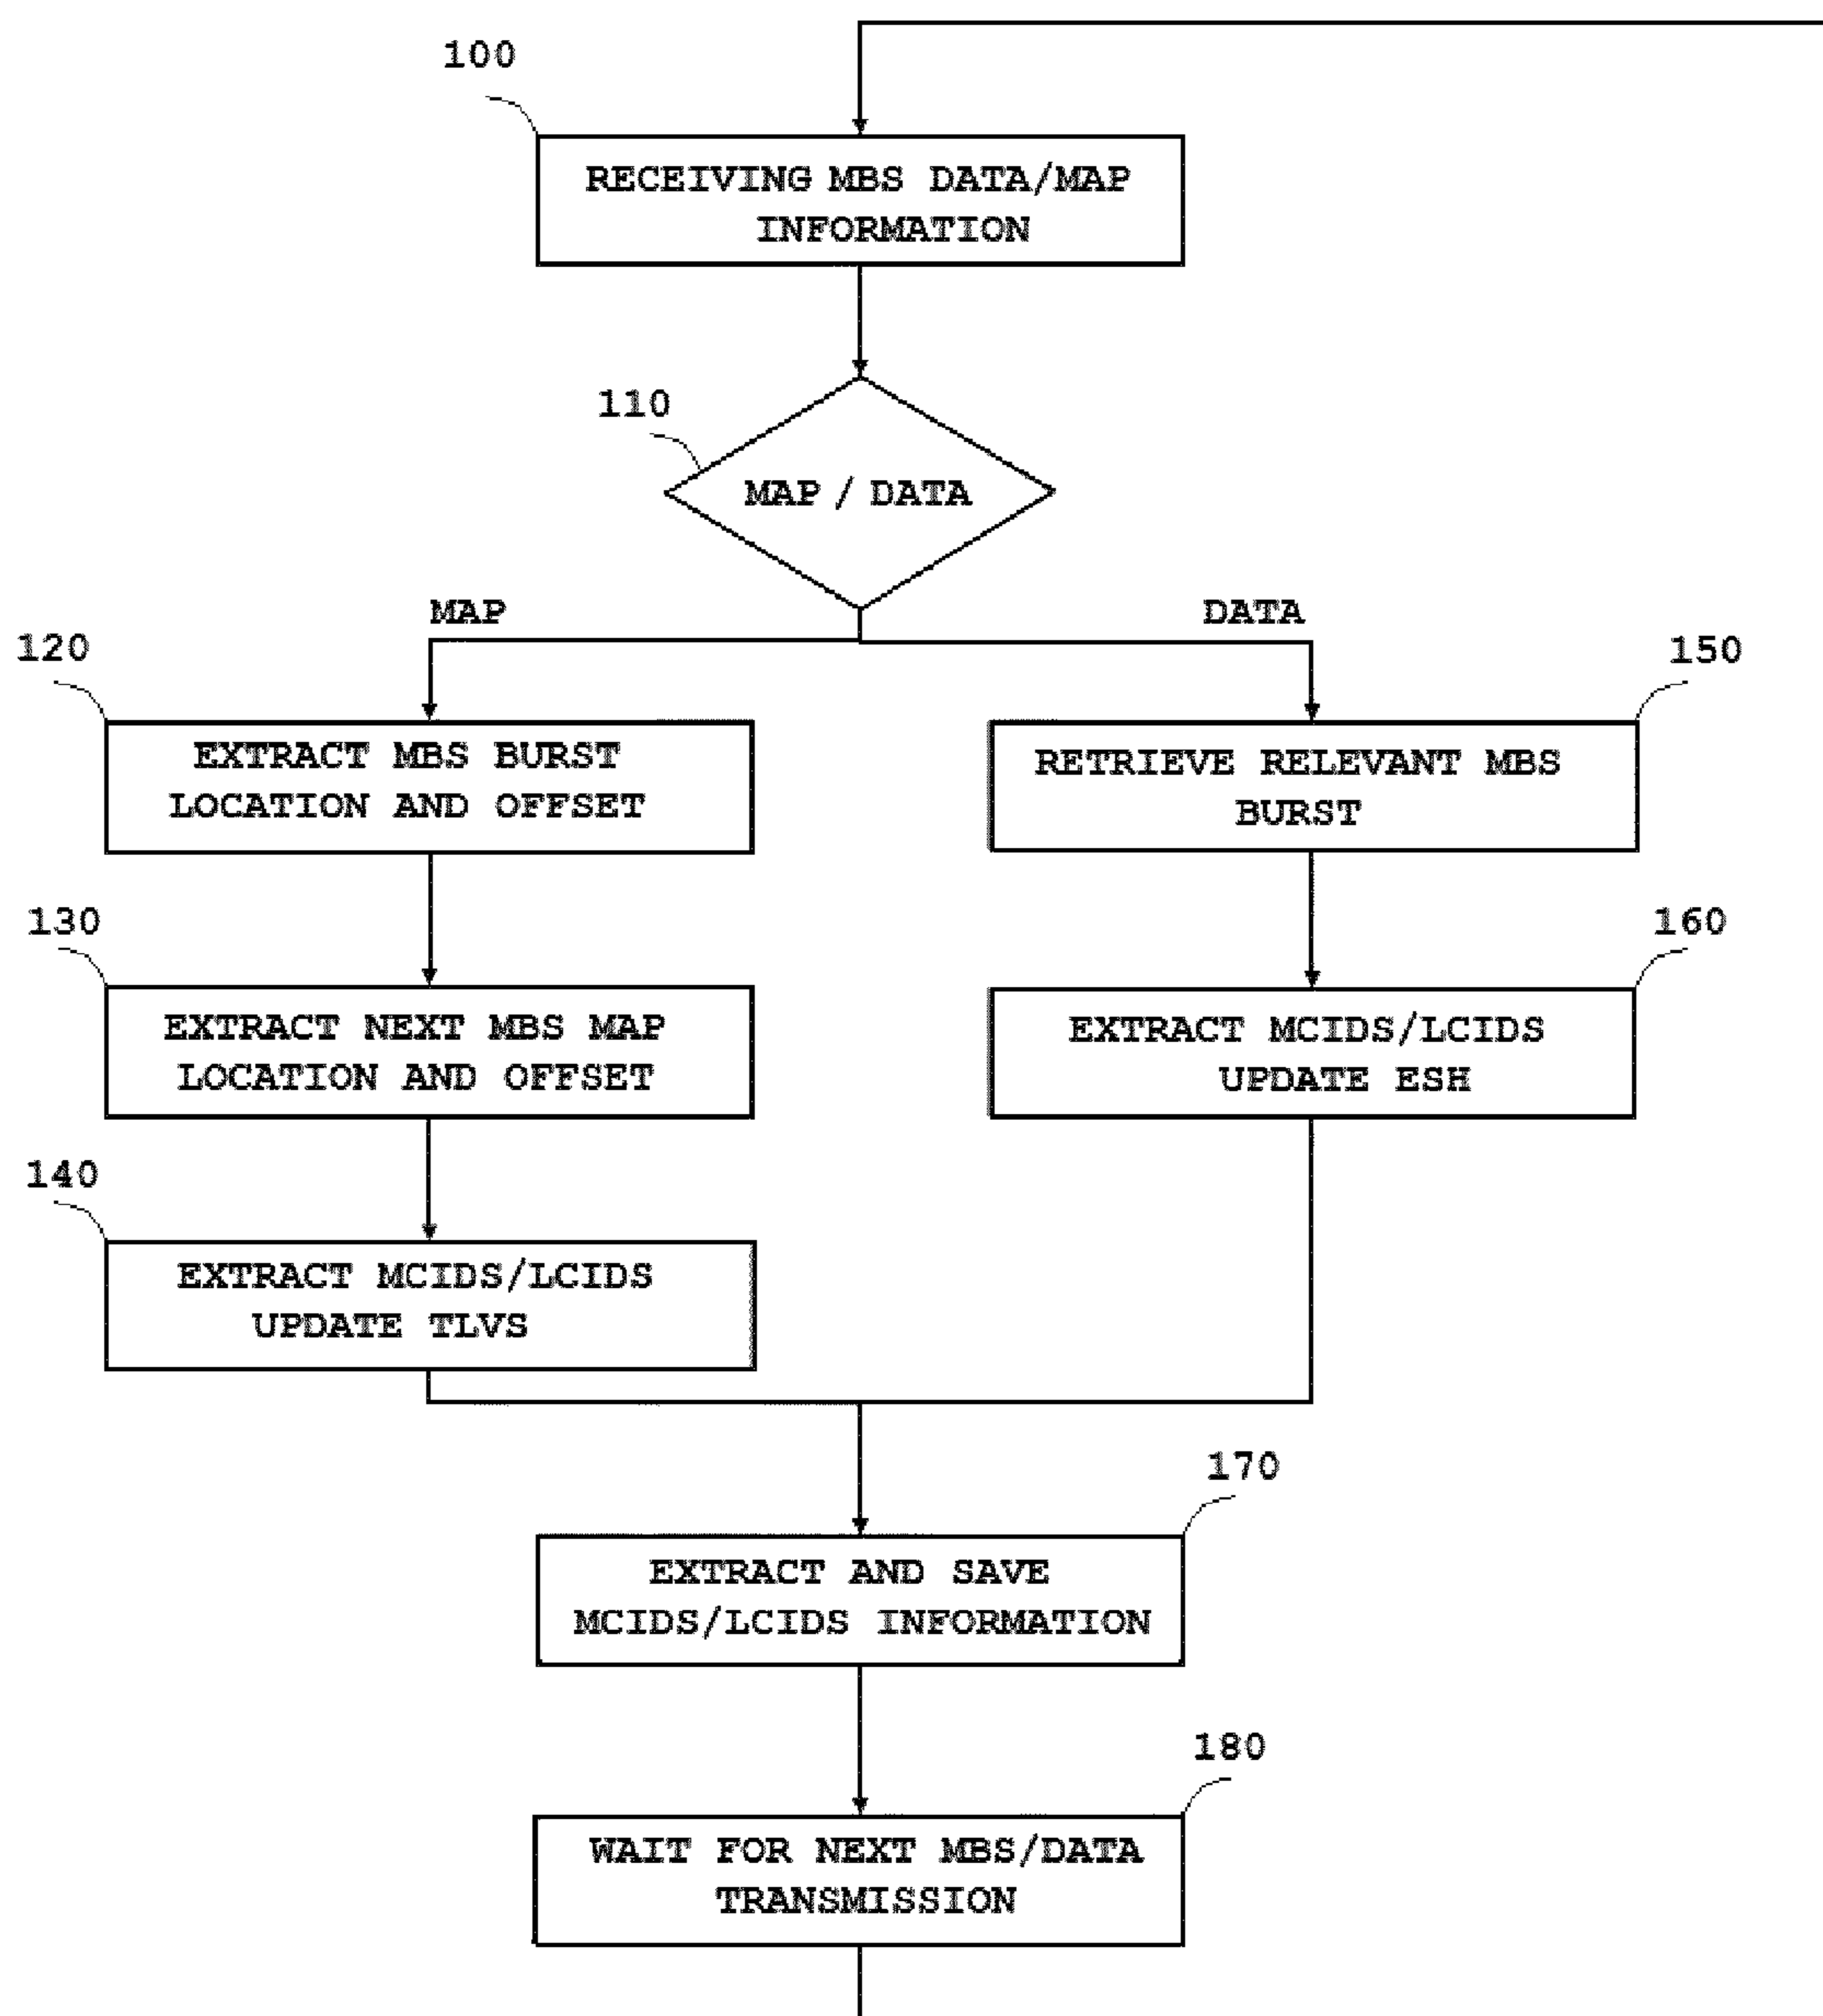 100
RECEIVING MBS DATA/MAP
INFORMATION
110
MAP / DATA
MAP
DATA
120
EXTRACT MBS BURST
LOCATION AND OFFSET
150
RETRIEVE RELEVANT MBS
BURST
130
EXTRACT NEXT MBS MAP
LOCATION AND OFFSET
160
EXTRACT MCIDS/LCIDS
UPDATE ESH
140
EXTRACT MCIDS/LCIDS
UPDATE TLVS
170
EXTRACT AND SAVE
MCIDS/LCIDS INFORMATION
180
WAIT FOR NEXT MBS/DATA
TRANSMISSION